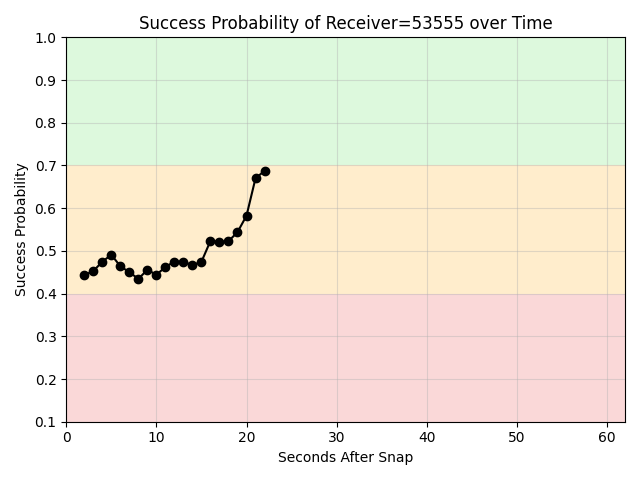 Success Probability of Receiver=53555 over Time
1.0
0.9
0.8
0.7
0.6
0.5
0.4
0.3
0.2
0.1
Success Probability
0 10 20 30 40 50 60
Seconds After Snap